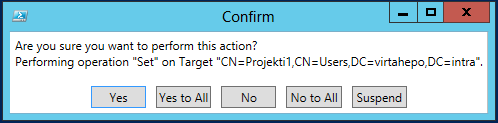 Confirm
Are you sure you want to perform this action?
Performing operation "Set" on Target "CN=Projekti1,CN=Users,DC=virtahepo,DC=intra".
Yes Yes to All No No to All Suspend